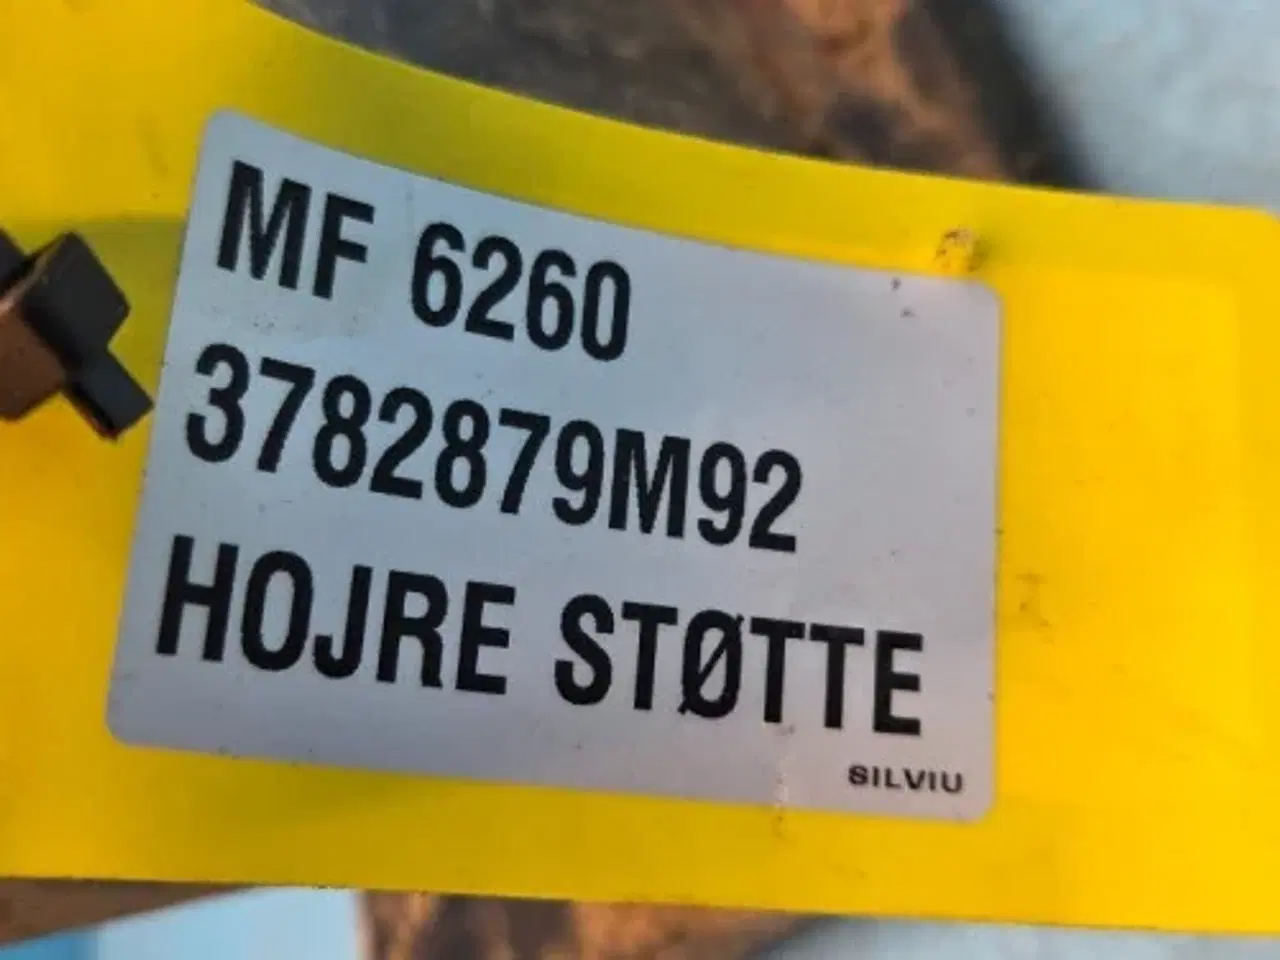 MF 6260
3782879M92
HOJRE STØTTE
SILVIU